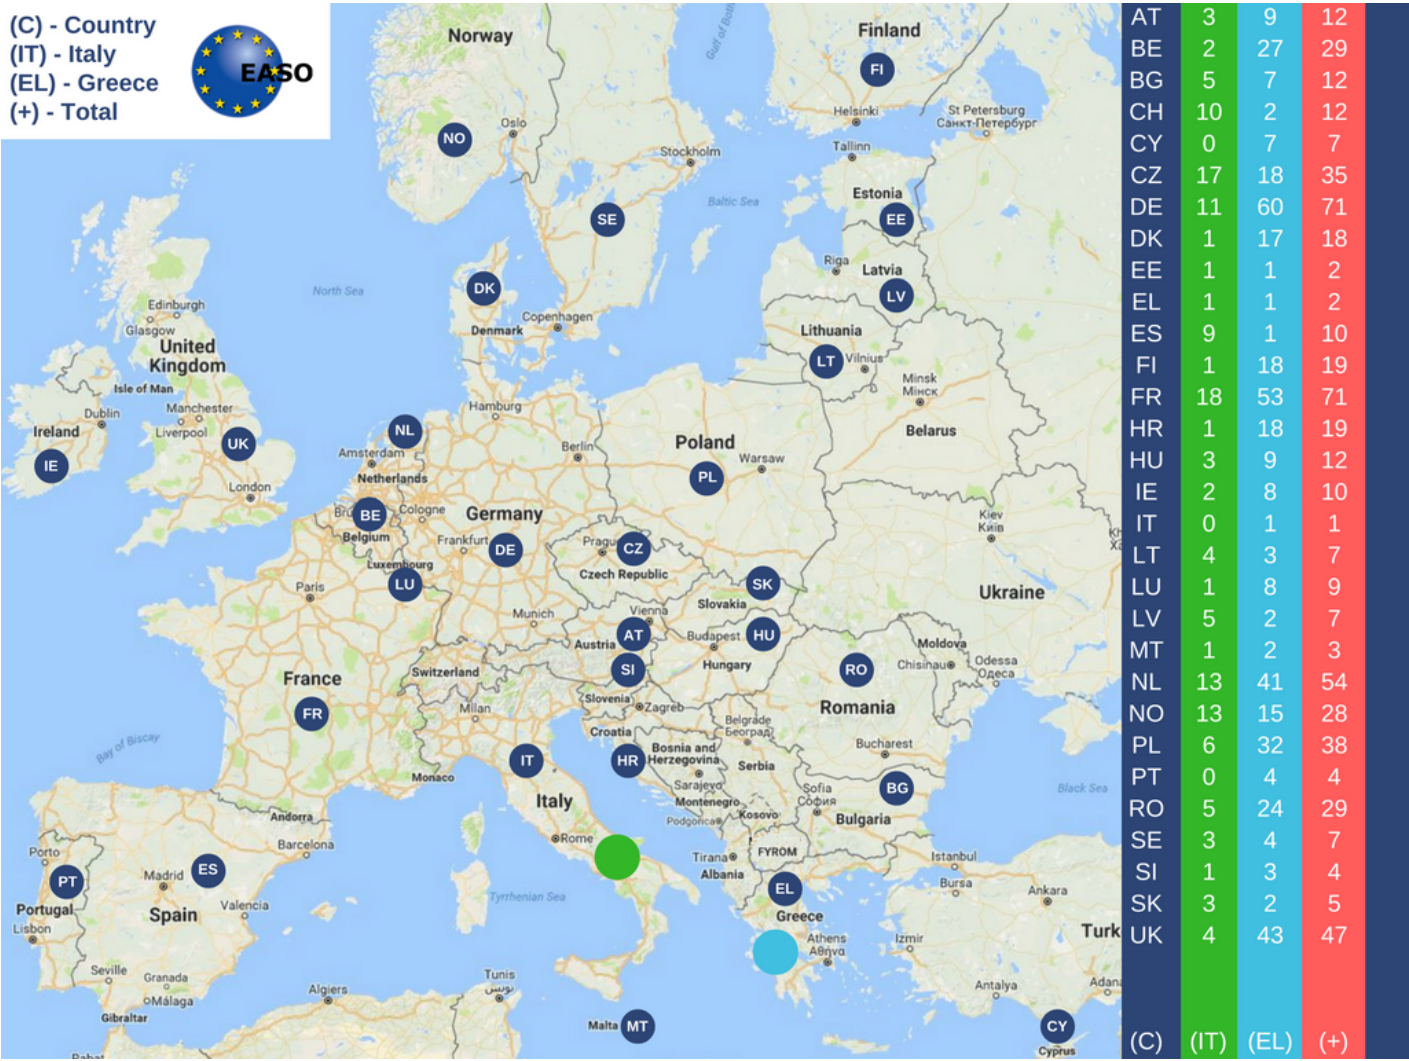 (C) - Country
(IT) - Italy
(EL) - Greece
(+) - Total
EASO
AT 3 9 12
BE 2 27 29
BG 5 7 12
CH 10 2 12
CY 0 7 7
CZ 17 18 35
DE 11 60 71
DK 1 17 18
EE 1 1 2
EL 1 1 2
ES 9 1 10
FI 1 18 19
FR 18 53 71
HR 1 18 19
HU 3 9 12
IE 2 8 10
IT 0 1 1
LT 4 3 7
LU 1 8 9
LV 5 2 7
MT 1 2 3
NL 13 41 54
NO 13 15 28
PL 6 32 38
PT 0 4 4
RO 5 24 29
SE 3 4 7
SI 1 3 4
SK 3 2 5
UK 4 43 47
(C) (IT) (EL) (+)
Norway
Finland
FI
Gulf of Both
Helsinki
St Petersburg
Санкт-Петербург
NO
Oslo
Stockholm
Tallinn
Estonia
EE
Baltic Sea
SE
Riga
Latvia
LV
North Sea
DK
Denmark
Copenhagen
Lithuania
LT
Vilnius
Edinburgh
Glasgow
United
Kingdom
Isle of Man
Dublin
Manchester
Liverpool
Ireland
IE
UK
London
Minsk
Мінск
Belarus
Hamburg
NL
Amsterdam
Netherlands
Berlin
Poland
Warsaw
PL
BE
Belgium
Cologne
Germany
Frankfurt
DE
Luxembourg
LU
Paris
Pragu
CZ
Czech Republic
Kiev
Київ
Ukraine
SK
Slovakia
Munich
Vienna
AT
Austria
Budapest
HU
Hungary
SI
Slovenia
Zagreb
Switzerland
Milan
France
FR
Moldova
Chisinau
Odessa
Одеса
RO
Romania
Bucharest
Croatia
HR
Bosnia and
Herzegovina
Sarajevo
Belgrade
Београд
Serbia
Bay of Biscay
Monaco
IT
Italy
Rome
Montenegro
Podgorica
Kosovo
Sofia
София
BG
Bulgaria
Black Sea
Andorra
Barcelona
Porto
PT
Portugal
Lisbon
Madrid
ES
Spain
Valencia
Tyrrhenian Sea
Tirana
Albania
FYROM
EL
Greece
Athens
Αθήνα
Istanbul
Bursa
Ankara
Turk
Izmir
Antalya
Adan
Seville
Granada
Málaga
Gibraltar
Algiers
Tunis
تونس
Malta
MT
CY
Cyprus
Rabat